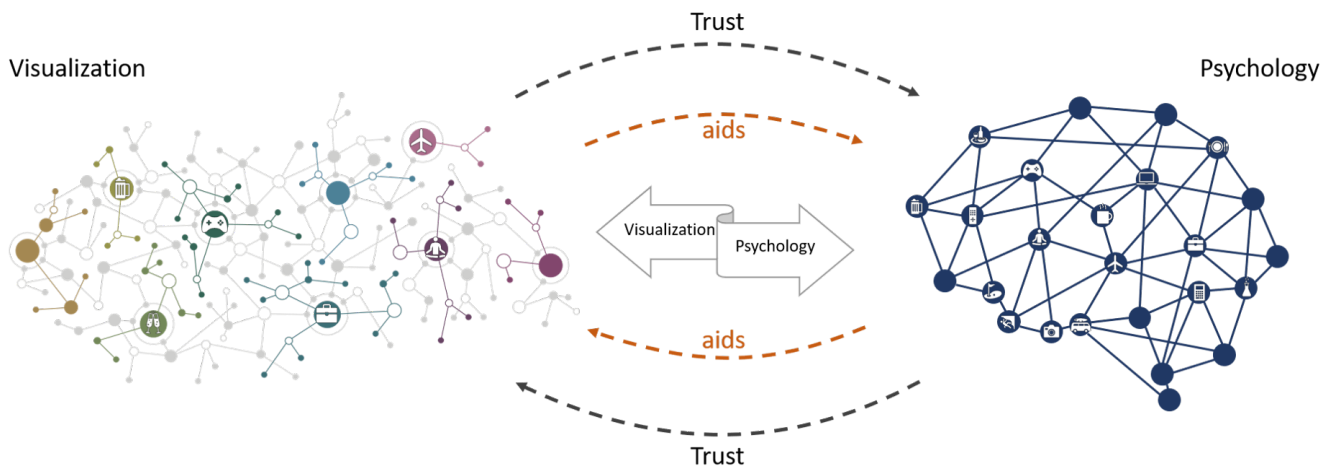 Trust
Visualization
Psychology
aids
Visualization
Psychology
aids
Trust